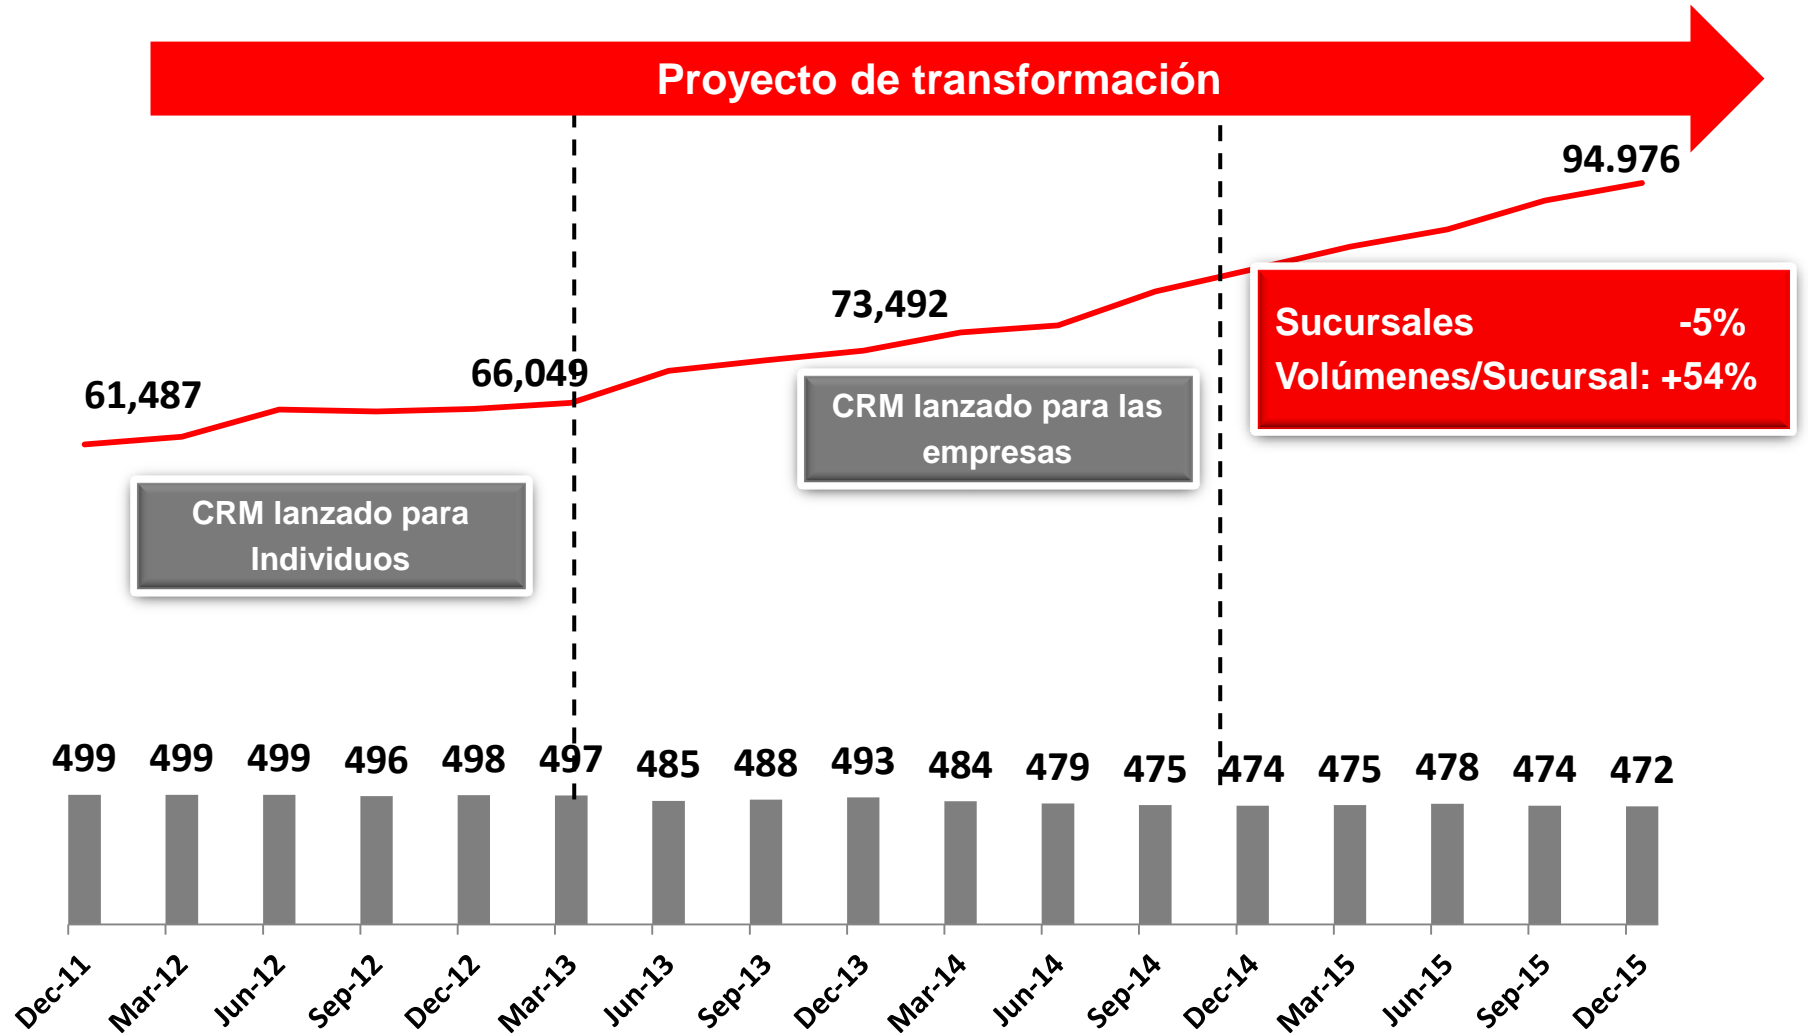 Proyecto de transformación
94.976
73,492
66,049
61,487
Sucursales -5%
Volúmenes/Sucursal: +54%
CRM lanzado para las
empresas
CRM lanzado para
Individuos
499 499 499 496 498 497 485 488 493 484 479 475 474 475 478 474 472
Dec-11 Mar-12 Jun-12 Sep-12 Dec-12 Mar-13 Jun-13 Sep-13 Dec-13 Mar-14 Jun-14 Sep-14 Dec-14 Mar-15 Jun-15 Sep-15 Dec-15